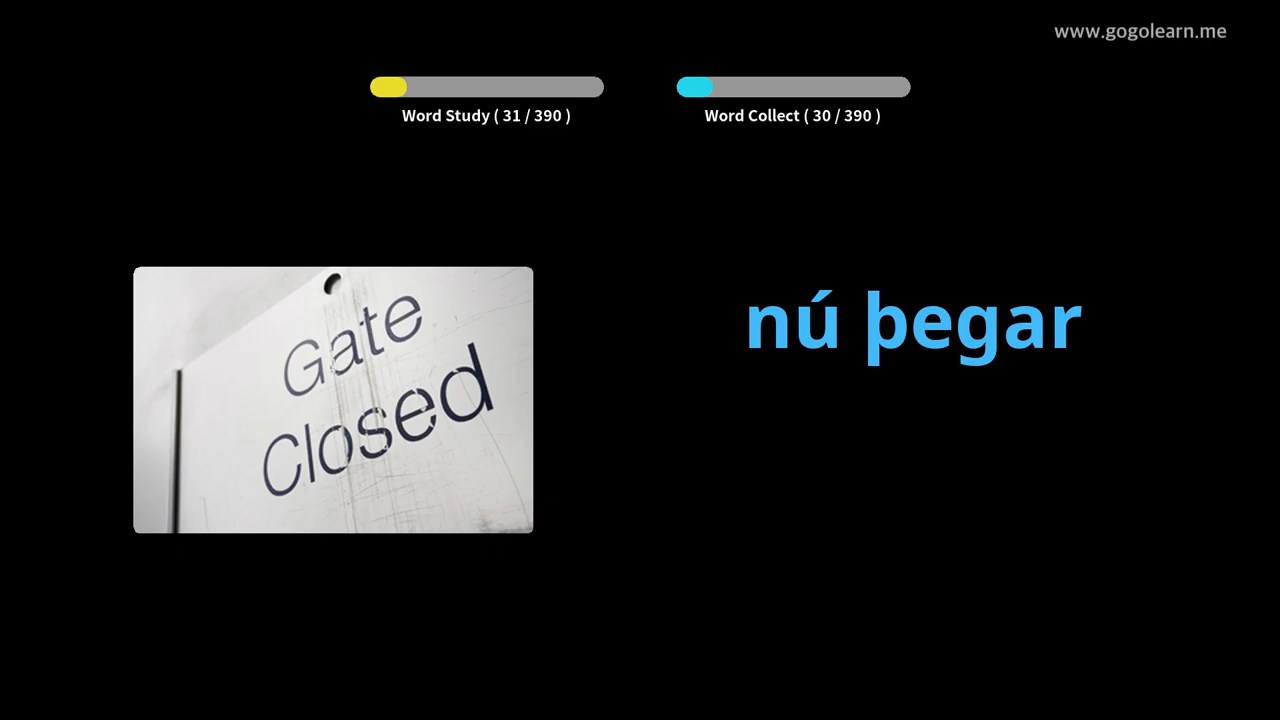 www.gogolearn.me
Word Study ( 31 / 390 )
Word Collect ( 30 / 390 )
Gate
Closed
nú þegar